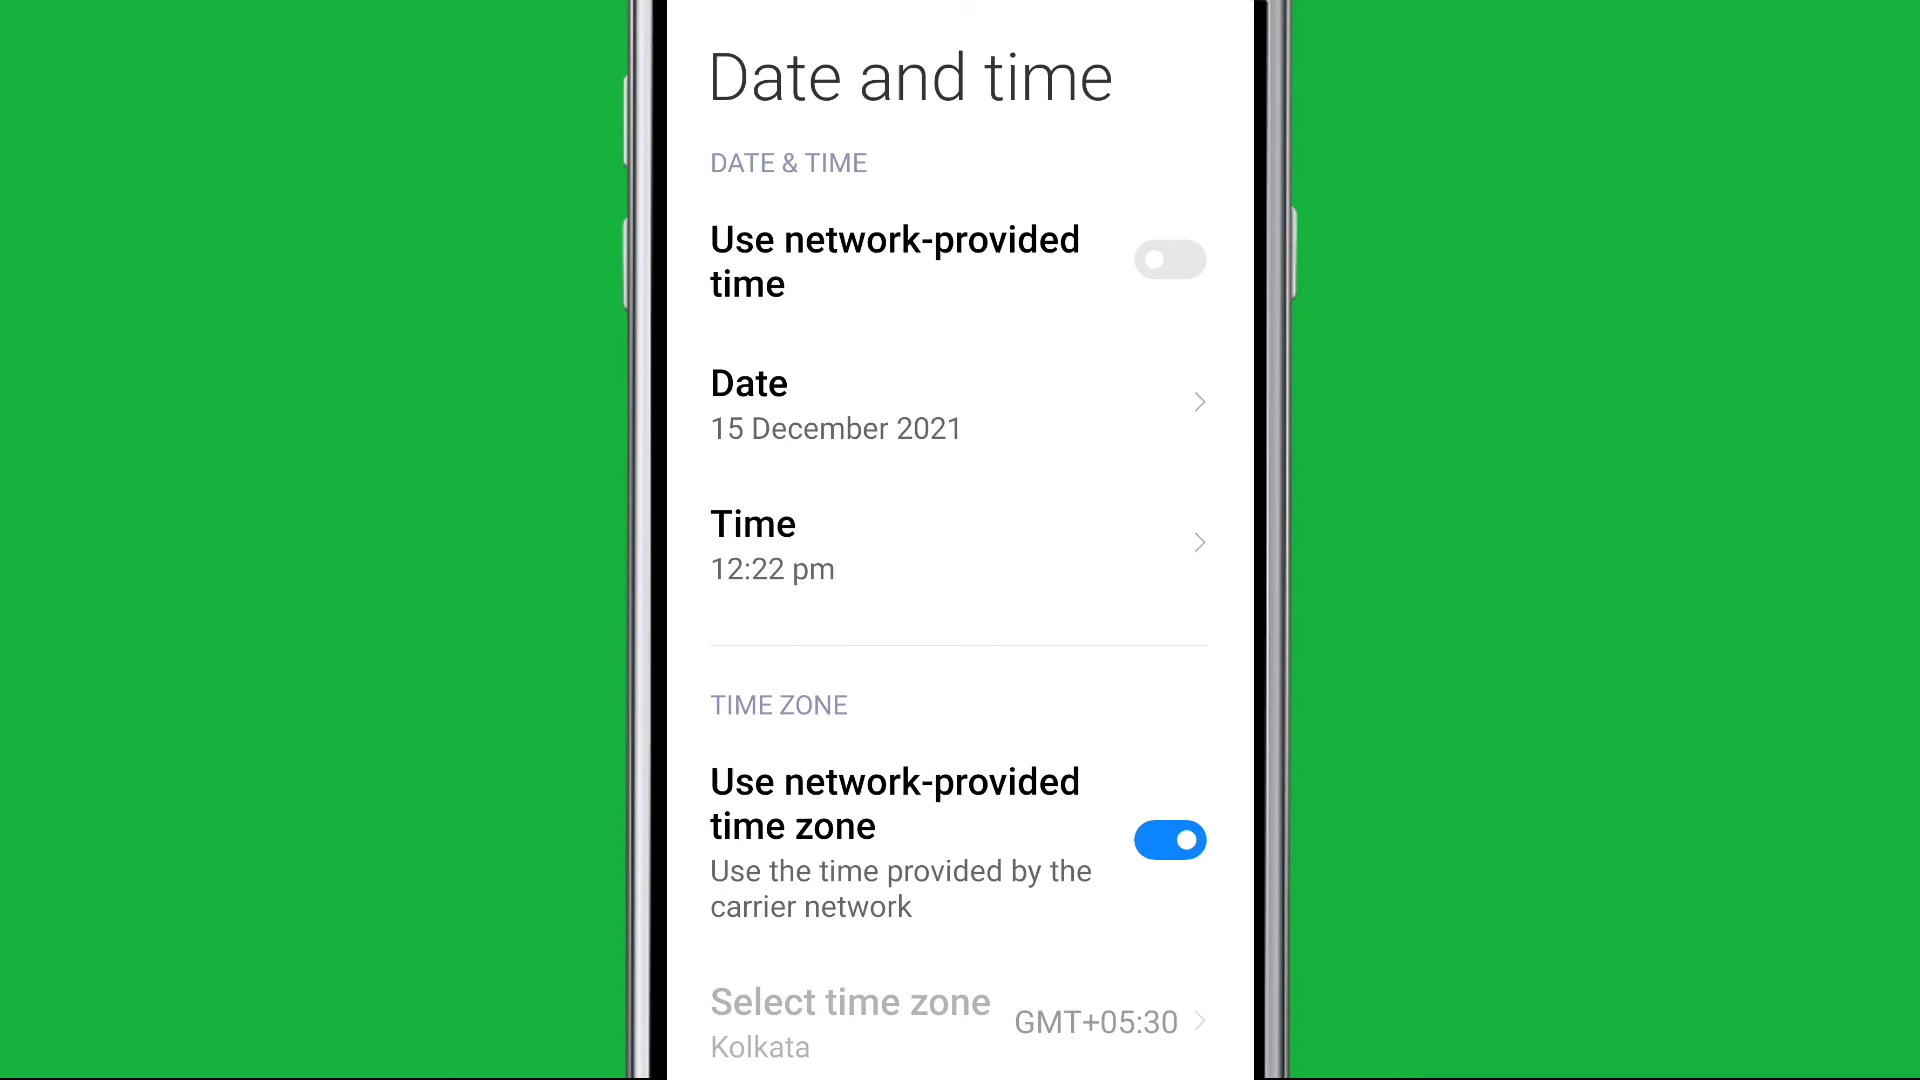 Date and time
DATE & TIME
Use network-provided
time
Date
15 December 2021
Time
12:22 pm
TIME ZONE
Use network-provided
time zone
Use the time provided by the
carrier network
Select time zone
GMT+05:30
Kolkata